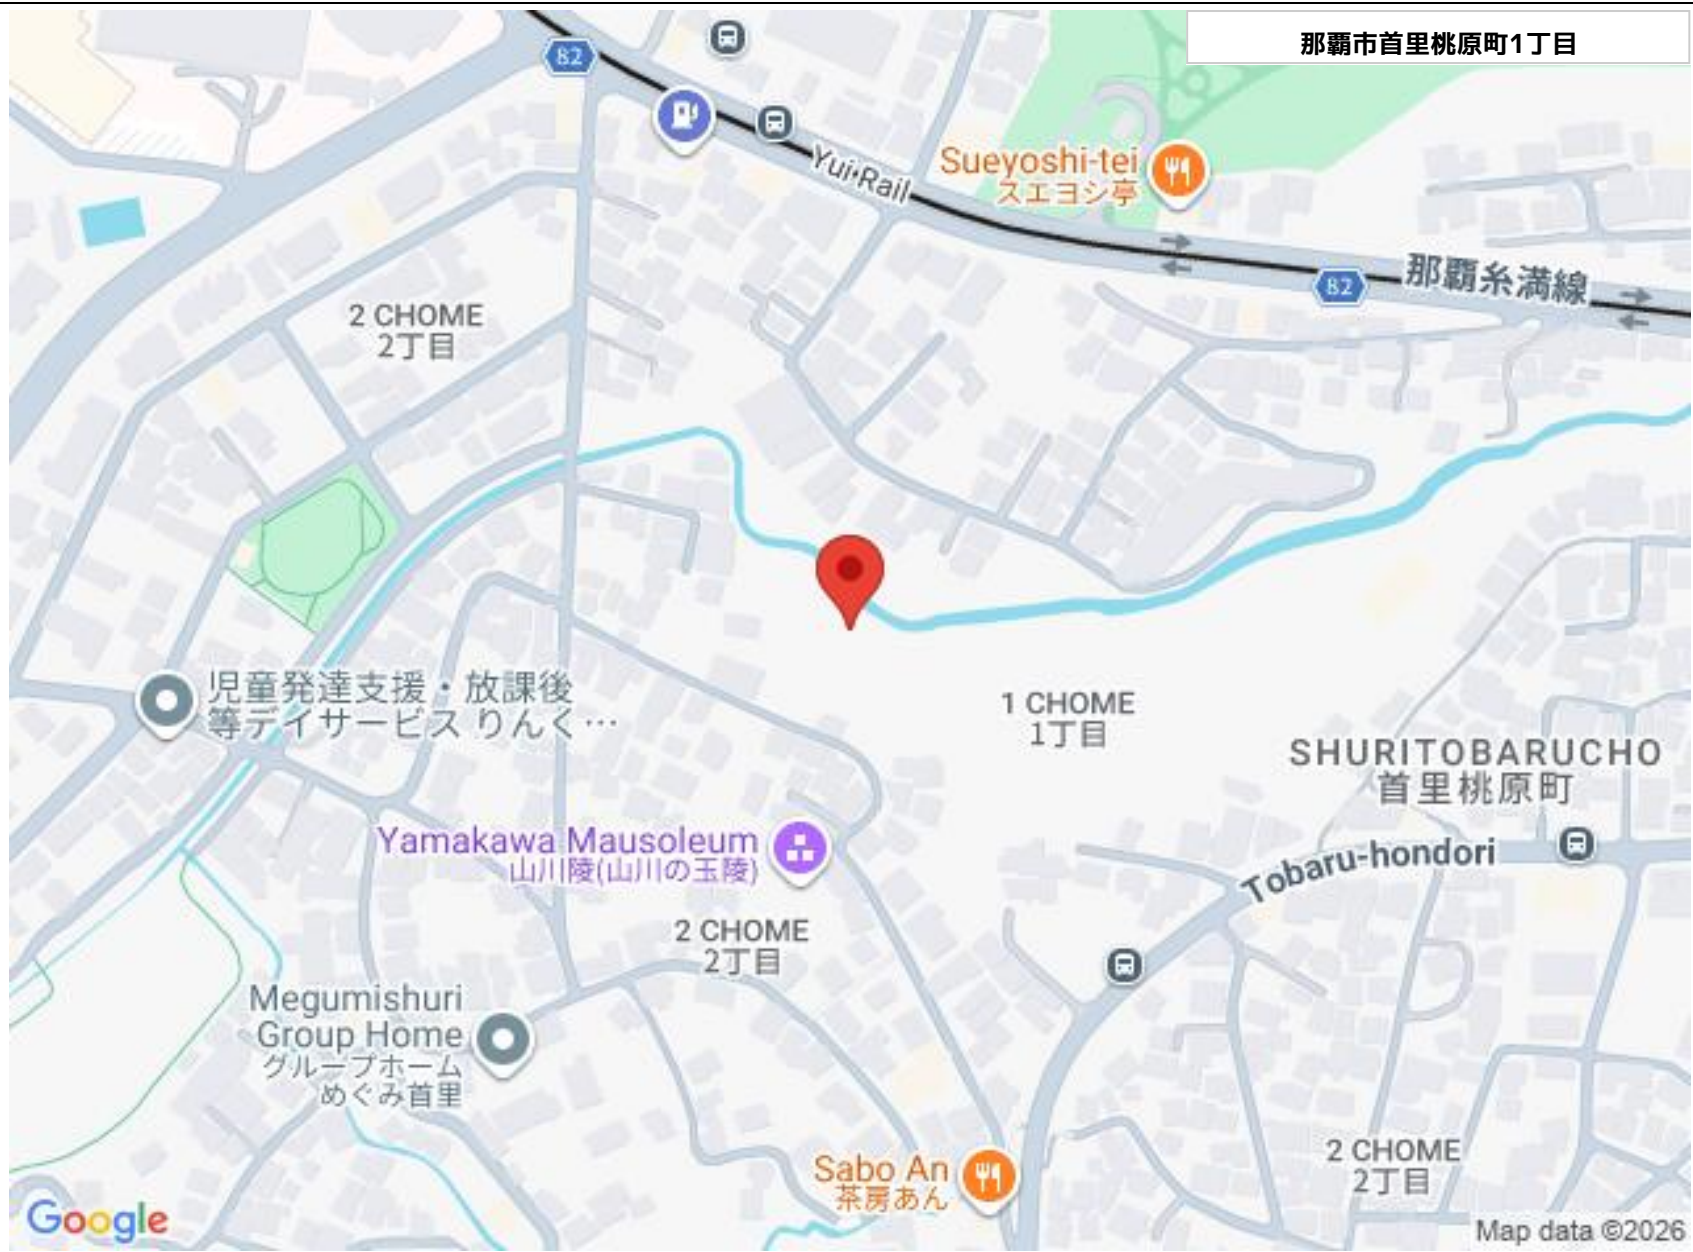 那覇市首里桃原町1丁目
82
Yui-Rail
Sueyoshi-tei
スエヨシ亭
那覇糸満線
82
2 CHOME
2丁目
児童発達支援・放課後
等デイサービス りんく…
1 CHOME
1丁目
SHURITOBARUCHO
首里桃原町
Yamakawa Mausoleum
山川陵(山川の玉陵)
Tobaru-hondori
2 CHOME
2丁目
Megumishuri
Group Home
グループホーム
めぐみ首里
Sabo An
茶房あん
2 CHOME
2丁目
Google
Map data ©2026